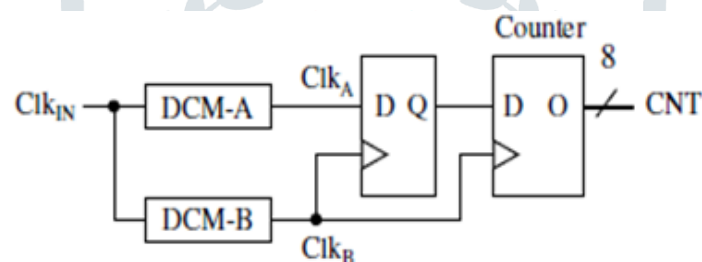 Counter
8
Clk_A
Clk_IN DCM-A D Q D O CNT
DCM-B
Clk_B